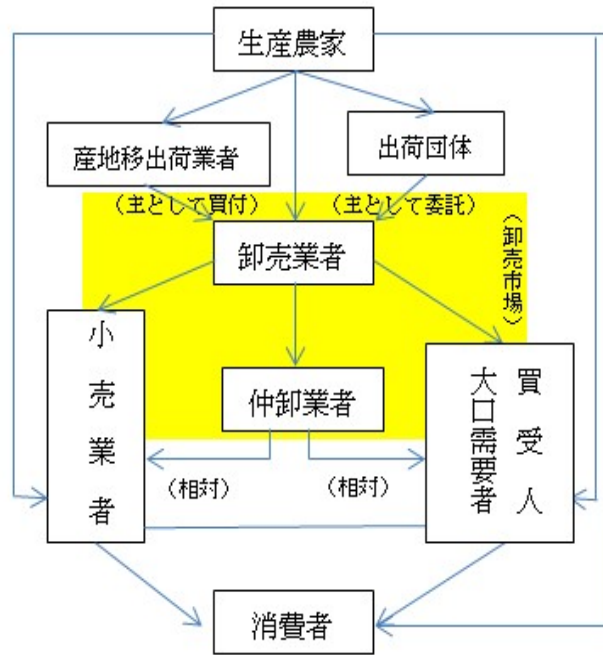 生産農家
産地移出荷業者
出荷団体
（主として買付）
（主として委託）
卸売業者
（卸売市場）
小売業者
仲卸業者
買受人
大口需要者
（相対）
（相対）
消費者